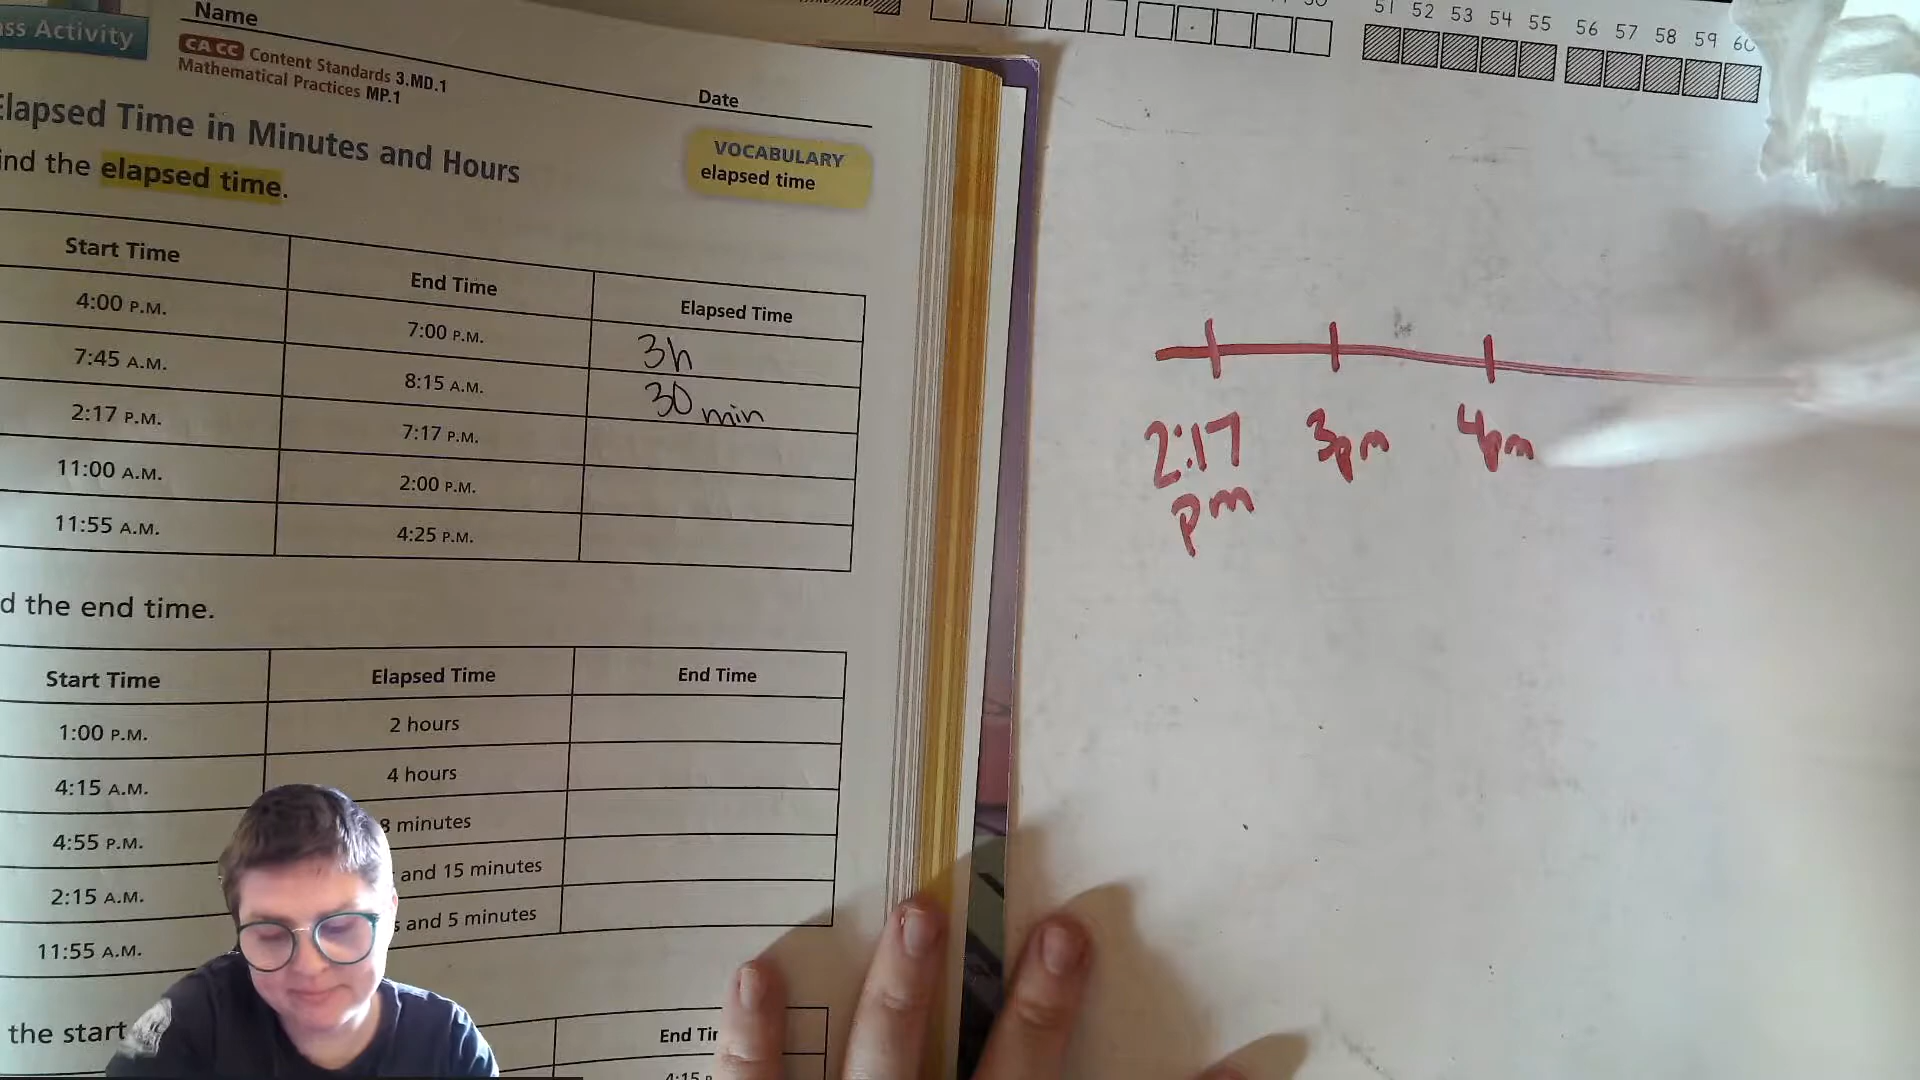 Name
ss Activity
CA CC Content Standards 3.MD.1
Mathematical Practices MP.1
Date
Elapsed Time in Minutes and Hours
ind the elapsed time.
VOCABULARY
elapsed time
Start Time End Time Elapsed Time
4:00 P.M. 7:00 P.M. 3h
7:45 A.M. 8:15 A.M. 30 min
2:17 P.M. 7:17 P.M.
11:00 A.M. 2:00 P.M.
11:55 A.M. 4:25 P.M.
d the end time.
Start Time Elapsed Time End Time
1:00 P.M. 2 hours
4:15 A.M. 4 hours
4:55 P.M. 8 minutes
2:15 A.M. and 15 minutes
11:55 A.M. s and 5 minutes
the start
End Ti
4:15
51 52 53 54 55 56 57 58 59 60
2:17 3pm 4pm
pm